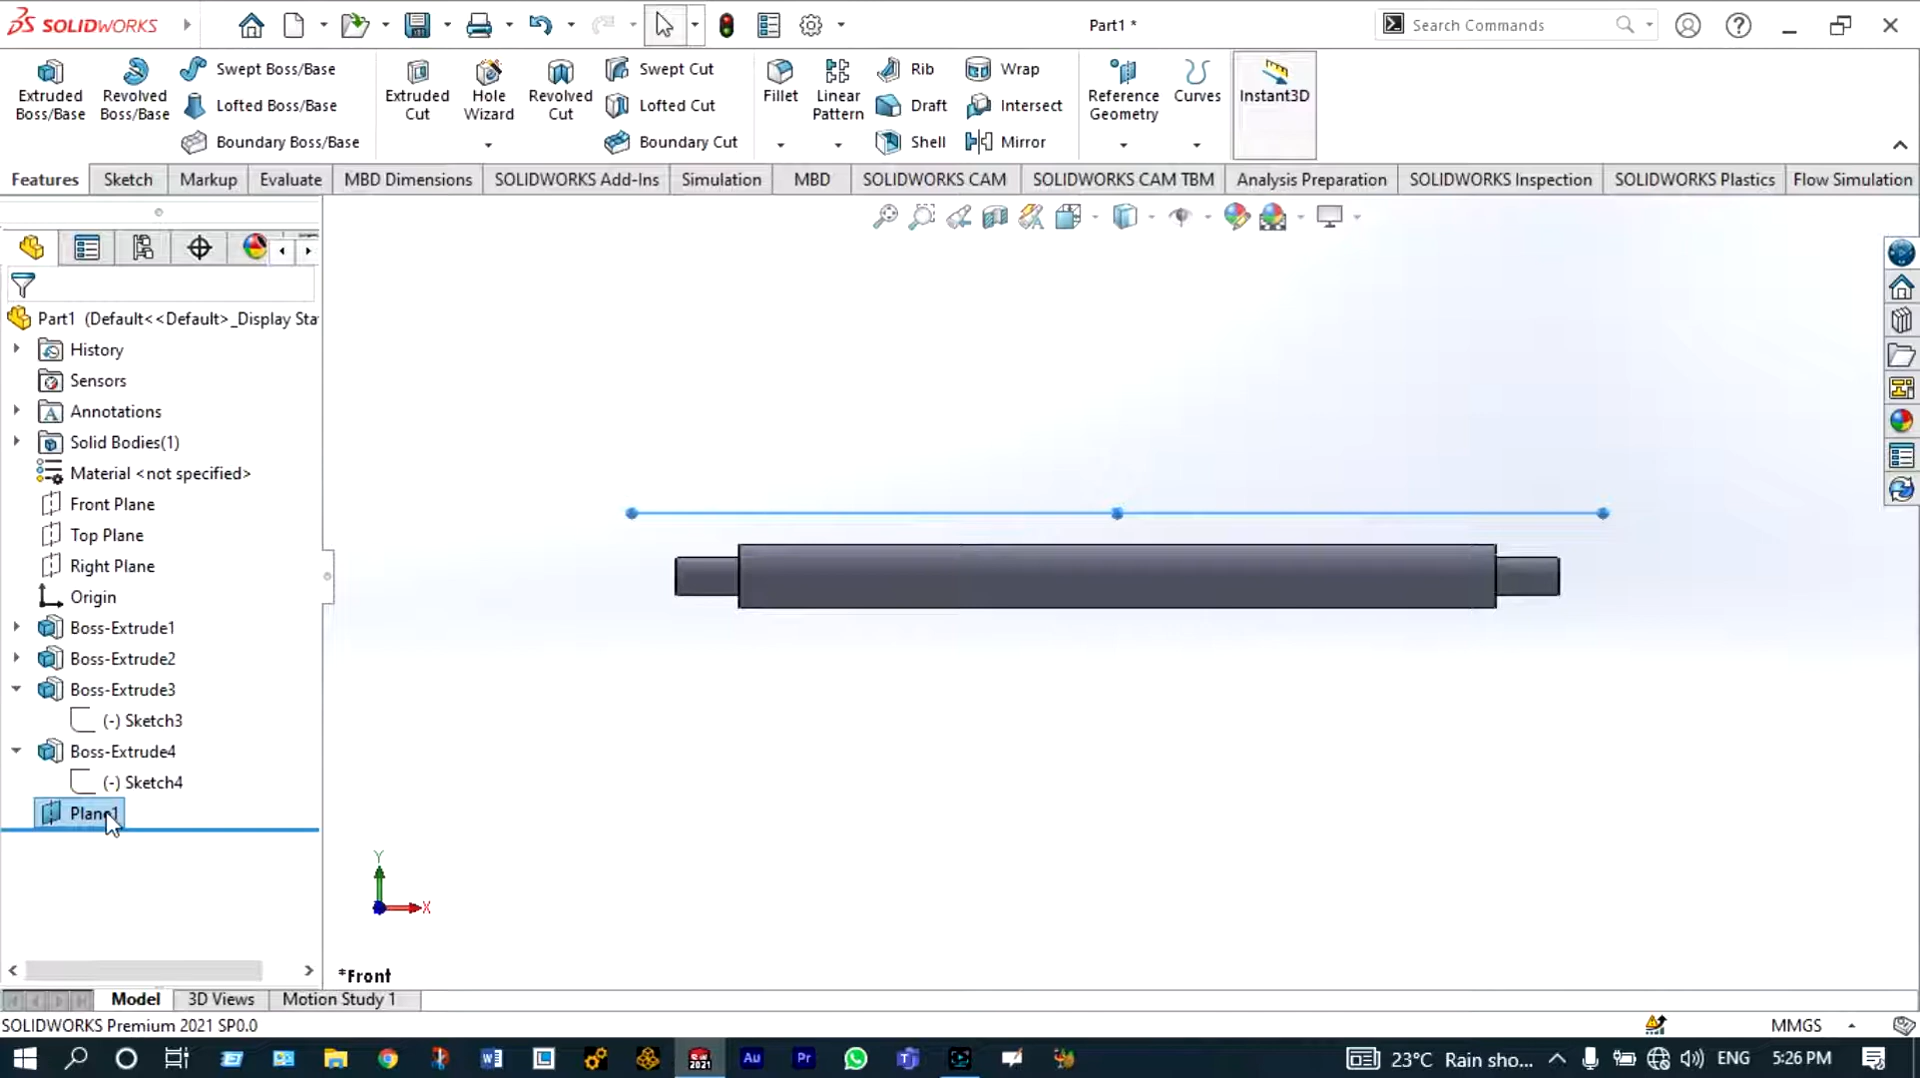 SOLIDWORKS
Part1 *
Search Commands
Extruded Boss/Base
Revolved Boss/Base
Swept Boss/Base
Lofted Boss/Base
Boundary Boss/Base
Extruded Cut
Hole Wizard
Revolved Cut
Swept Cut
Lofted Cut
Boundary Cut
Fillet
Linear Pattern
Rib
Draft
Shell
Wrap
Intersect
Mirror
Reference Geometry
Curves
Instant3D
Features Sketch Markup Evaluate MBD Dimensions SOLIDWORKS Add-Ins Simulation MBD SOLIDWORKS CAM SOLIDWORKS CAM TBM Analysis Preparation SOLIDWORKS Inspection SOLIDWORKS Plastics Flow Simulation
Part1 (Default<<Default>_Display Sta
History
Sensors
Annotations
Solid Bodies(1)
Material <not specified>
Front Plane
Top Plane
Right Plane
Origin
Boss-Extrude1
Boss-Extrude2
Boss-Extrude3
(-) Sketch3
Boss-Extrude4
(-) Sketch4
Plane1
Y
X
*Front
Model 3D Views Motion Study 1
SOLIDWORKS Premium 2021 SP0.0
MMGS
23°C Rain sho... ENG 5:26 PM